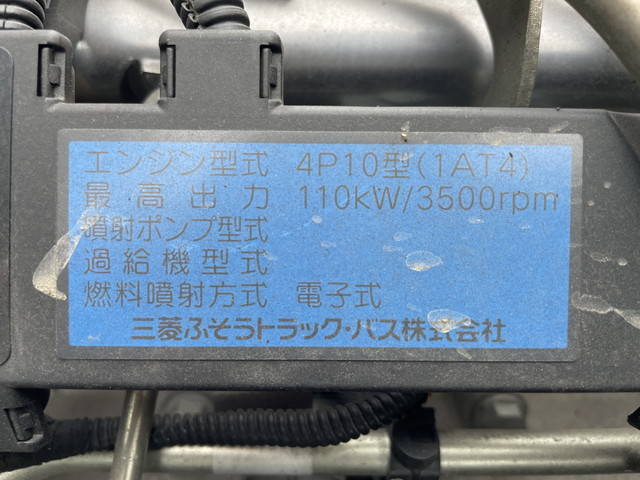 エンジン型式 4P10型(1AT4)
最高出力 110kW/3500rpm
噴射ポンプ型式
過給機型式
燃料噴射方式 電子式
三菱ふそうトラック・バス株式会社